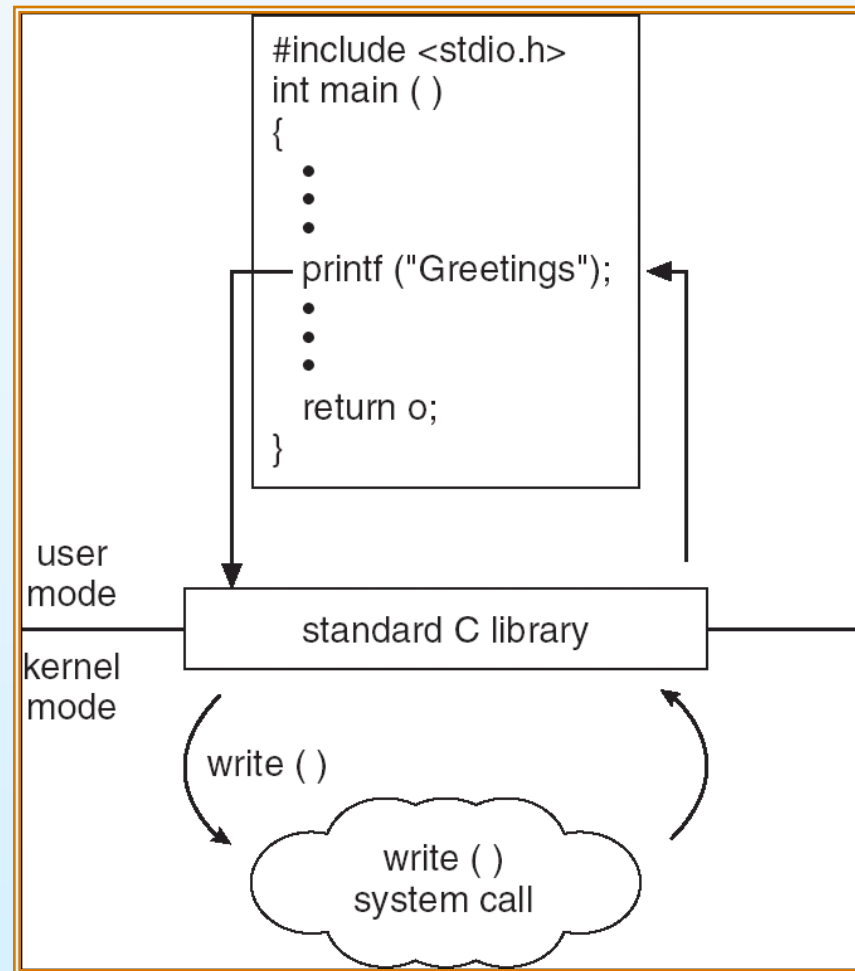 #include <stdio.h>
int main ( )
{
•
•
•
printf ("Greetings");
•
•
•
return o;
}
user
mode
standard C library
kernel
mode
write ( )
write ( )
system call